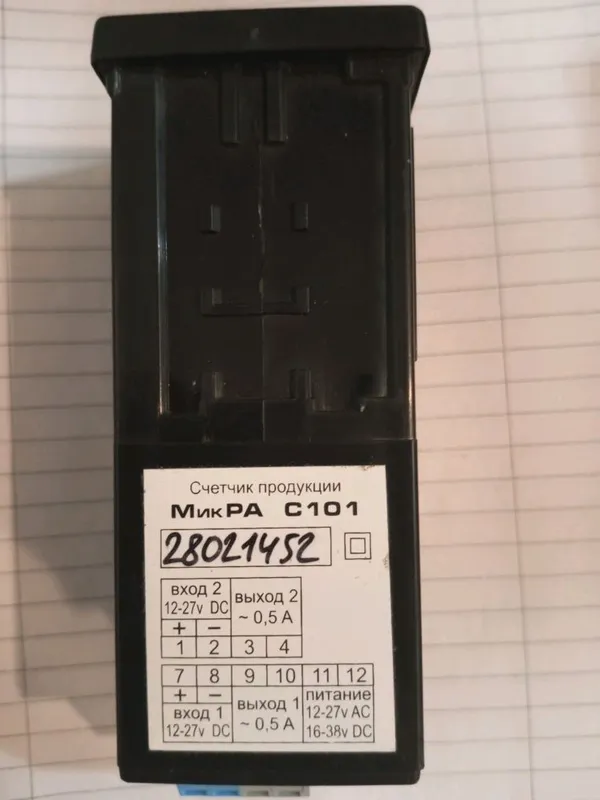 Счетчик продукции
МикРА С101
28021452
вход 2 выход 2
12-27v DC ~ 0,5 А
+ −
1 2 3 4
7 8 9 10 11 12
+ − выход 1 питание
вход 1 ~ 0,5 А 12-27v AC
12-27v DC 16-38v DC